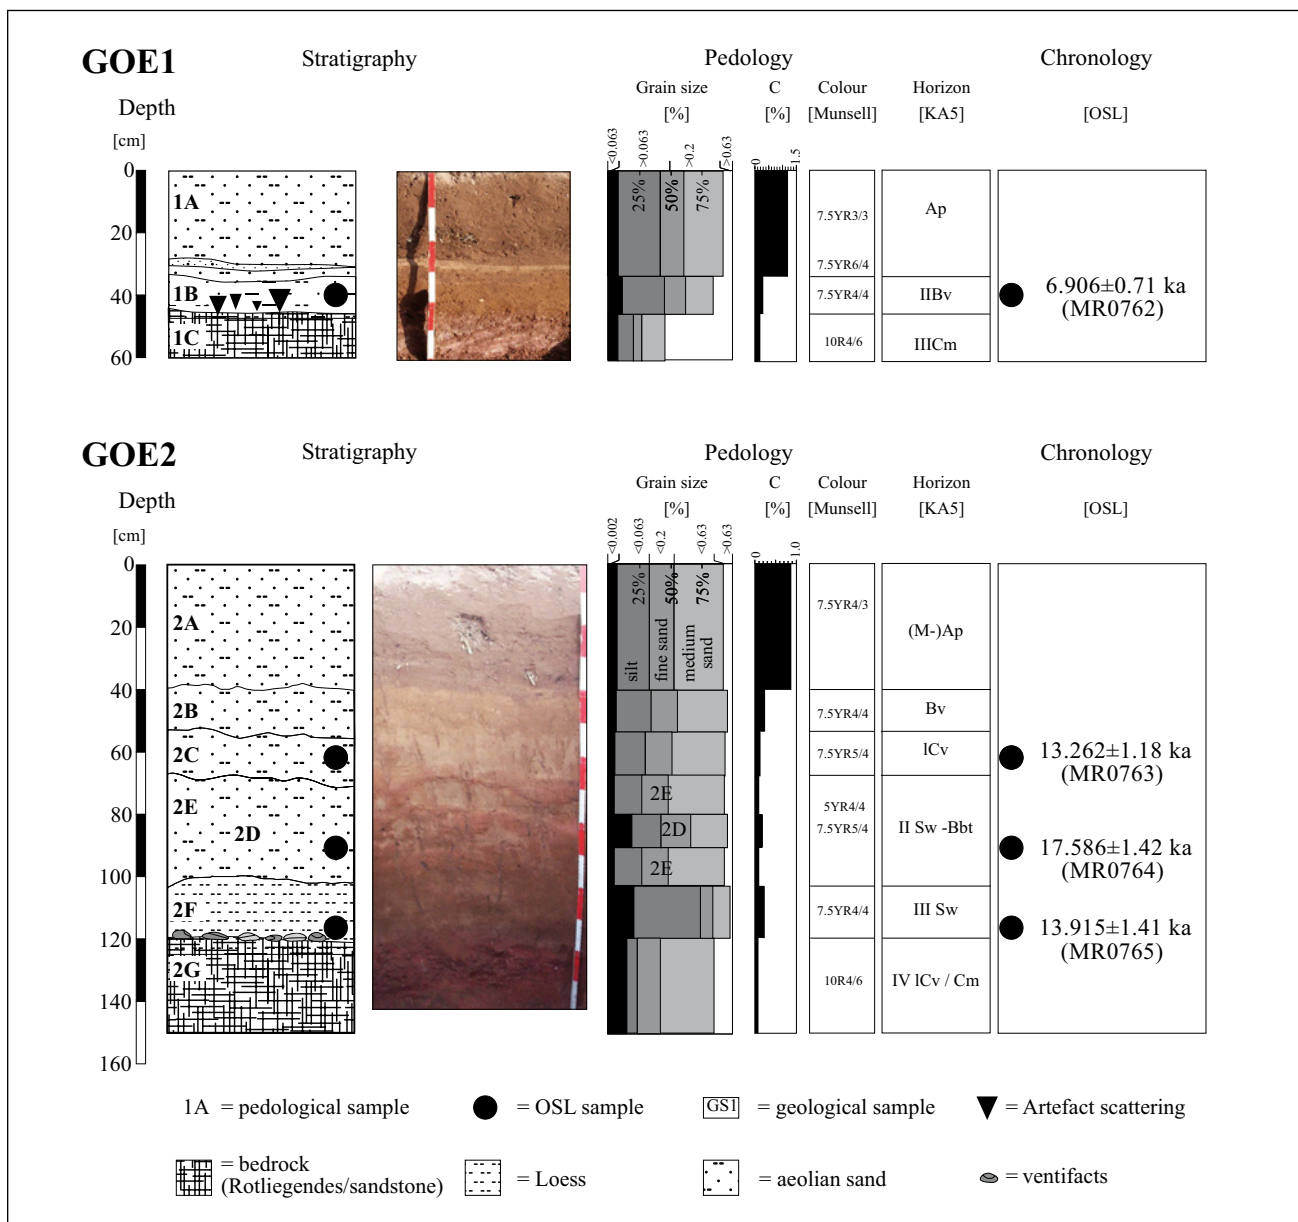 GOE1
Stratigraphy
Pedology
Chronology
Depth
[cm]
Grain size
[%]
C
[%]
Colour
[Munsell]
Horizon
[KA5]
[OSL]
<0.063
>0.063
>0.2
>0.63
0
1.5
25%
50%
75%
0
20
40
60
1A
1B
1C
7.5YR3/3
7.5YR6/4
7.5YR4/4
10R4/6
Ap
IIBv
IIICm
6.906±0.71 ka
(MR0762)
GOE2
Stratigraphy
Pedology
Chronology
Depth
[cm]
Grain size
[%]
C
[%]
Colour
[Munsell]
Horizon
[KA5]
[OSL]
<0.002
<0.063
<0.2
<0.63
>0.63
0
1.0
25%
50%
75%
silt
fine sand
medium
sand
0
20
40
60
80
100
120
140
160
2A
2B
2C
2E
2D
2F
2G
2E
2D
2E
7.5YR4/3
7.5YR4/4
7.5YR5/4
5YR4/4
7.5YR5/4
7.5YR4/4
10R4/6
(M-)Ap
Bv
lCv
II Sw -Bbt
III Sw
IV lCv / Cm
13.262±1.18 ka
(MR0763)
17.586±1.42 ka
(MR0764)
13.915±1.41 ka
(MR0765)
1A = pedological sample
= OSL sample
GS1 = geological sample
= Artefact scattering
= bedrock
(Rotliegendes/sandstone)
= Loess
= aeolian sand
= ventifacts